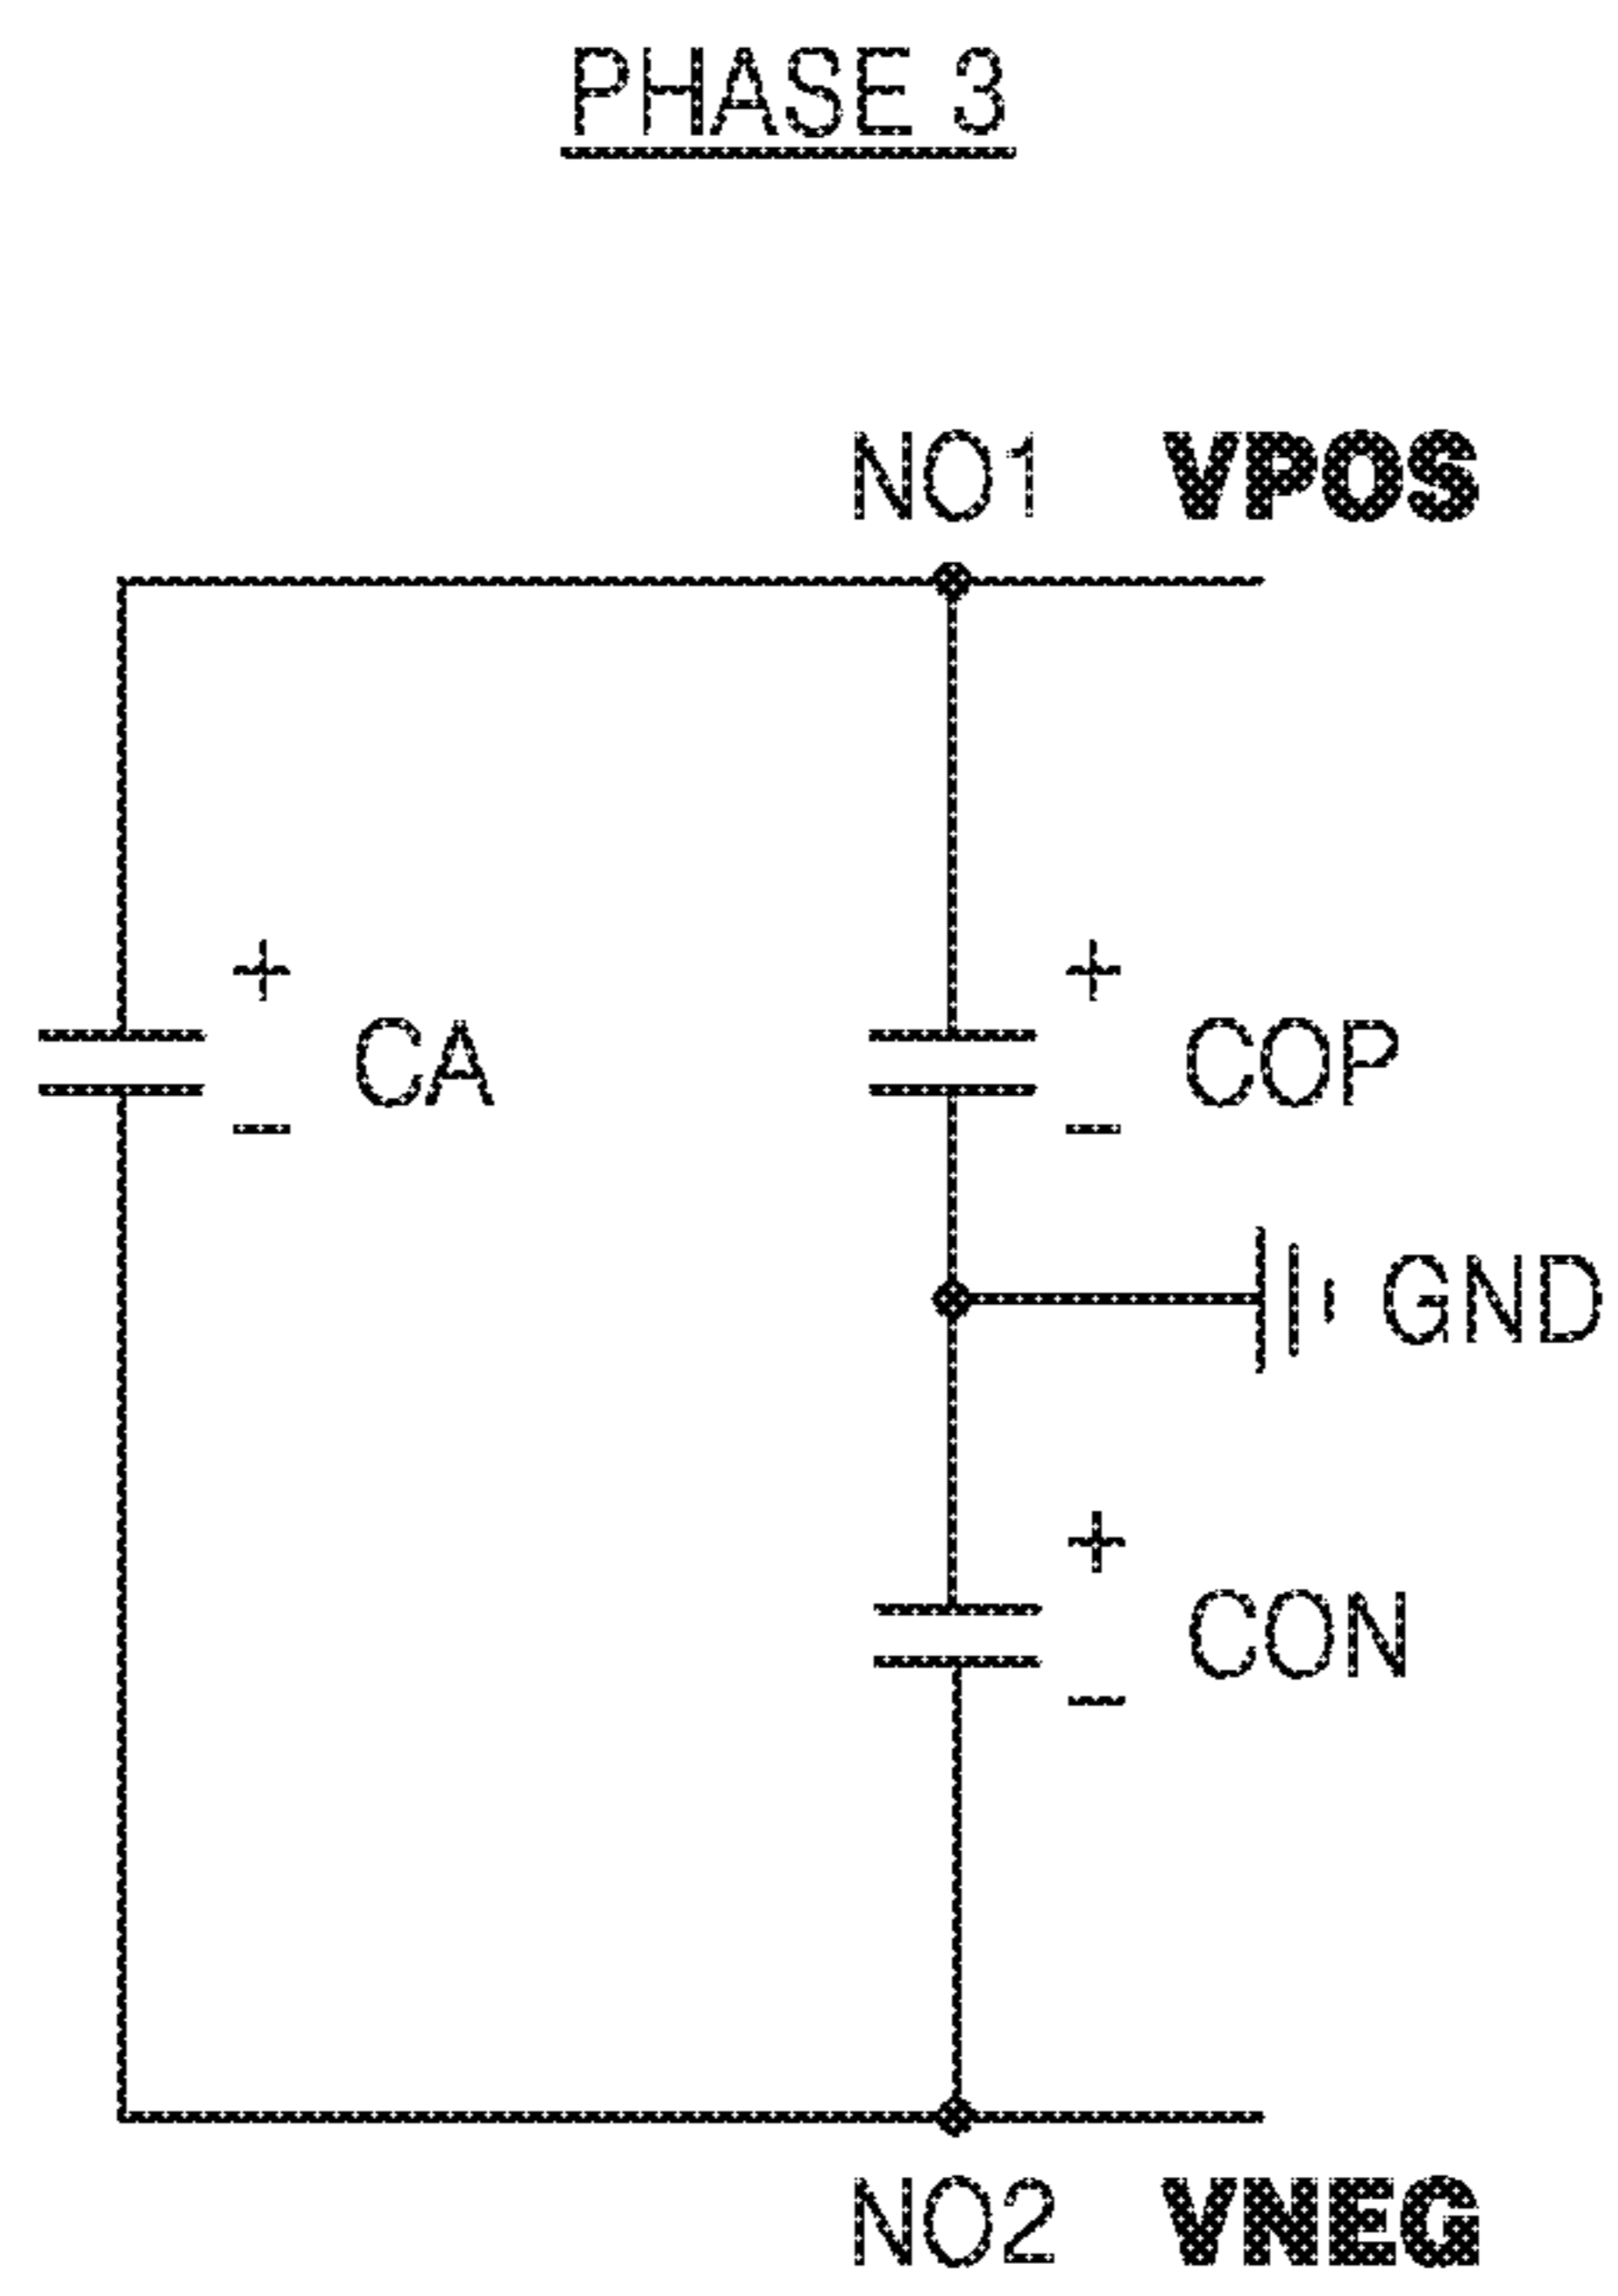 PHASE 3
NO1 VPOS
+
CA
-
+
COP
-
GND
+
CON
-
NO2 VNEG